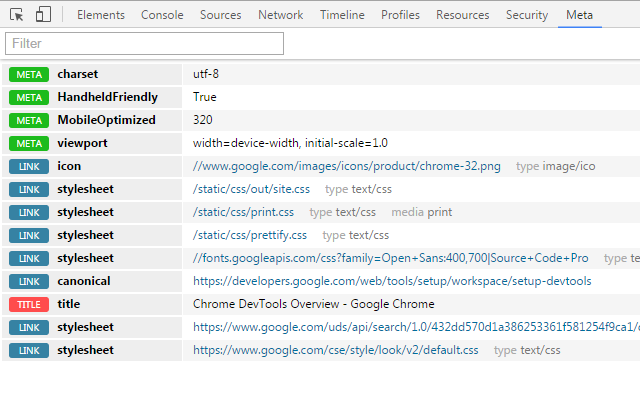 Elements Console Sources Network Timeline Profiles Resources Security Meta
Filter
META charset utf-8
META HandheldFriendly True
META MobileOptimized 320
META viewport width=device-width, initial-scale=1.0
LINK icon //www.google.com/images/icons/product/chrome-32.png type image/ico
LINK stylesheet /static/css/out/site.css type text/css
LINK stylesheet /static/css/print.css type text/css media print
LINK stylesheet /static/css/prettify.css type text/css
LINK stylesheet //fonts.googleapis.com/css?family=Open+Sans:400,700|Source+Code+Pro type te
LINK canonical https://developers.google.com/web/tools/setup/workspace/setup-devtools
TITLE title Chrome DevTools Overview - Google Chrome
LINK stylesheet https://www.google.com/uds/api/search/1.0/432dd570d1a386253361f581254f9ca1/
LINK stylesheet https://www.google.com/cse/style/look/v2/default.css type text/css